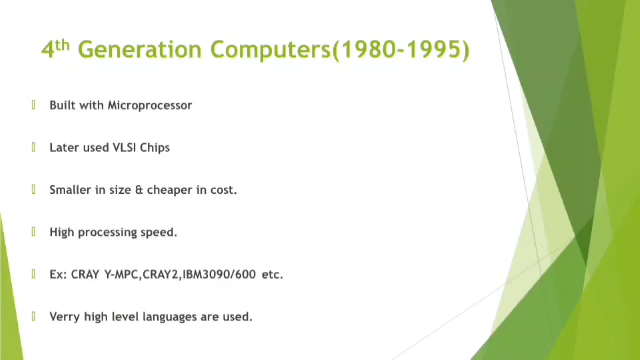 4th Generation Computers(1980-1995)
Built with Microprocessor
Later used VLSI Chips
Smaller in size & cheaper in cost.
High processing speed.
Ex: CRAY Y-MPC,CRAY2,IBM3090/600 etc.
Verry high level languages are used.